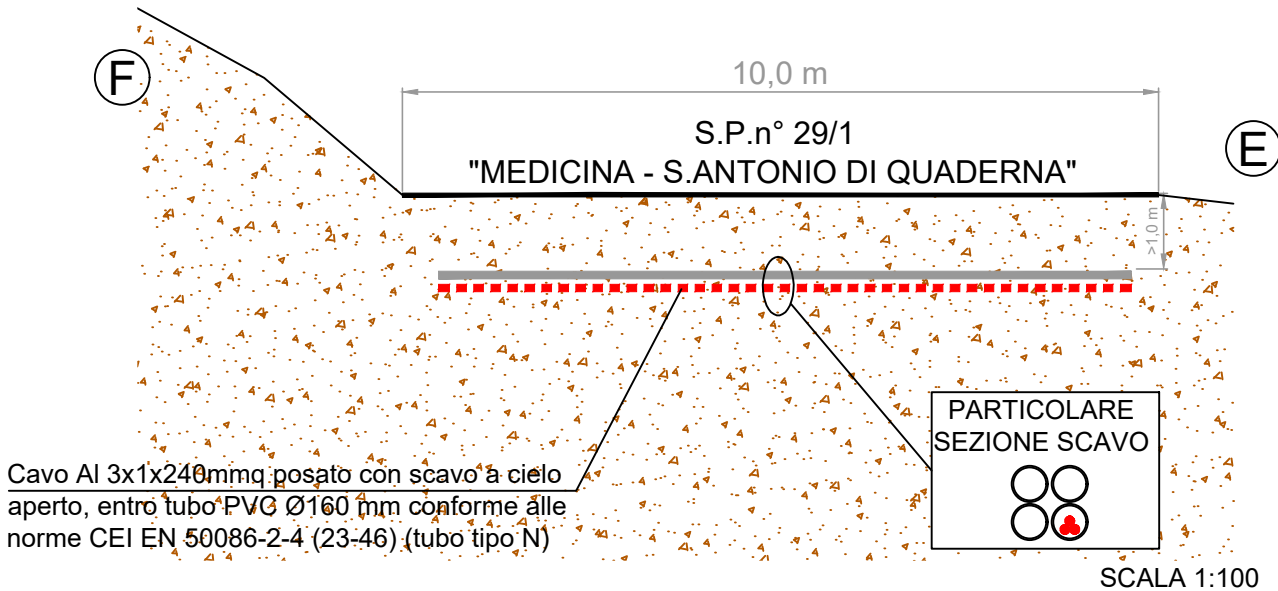 F
10,0 m
S.P.n° 29/1
"MEDICINA - S.ANTONIO DI QUADERNA"
E
>1,0 m
Cavo Al 3x1x240mmq posato con scavo a cielo
aperto, entro tubo PVC Ø160 mm conforme alle
norme CEI EN 50086-2-4 (23-46) (tubo tipo N)
PARTICOLARE
SEZIONE SCAVO
SCALA 1:100